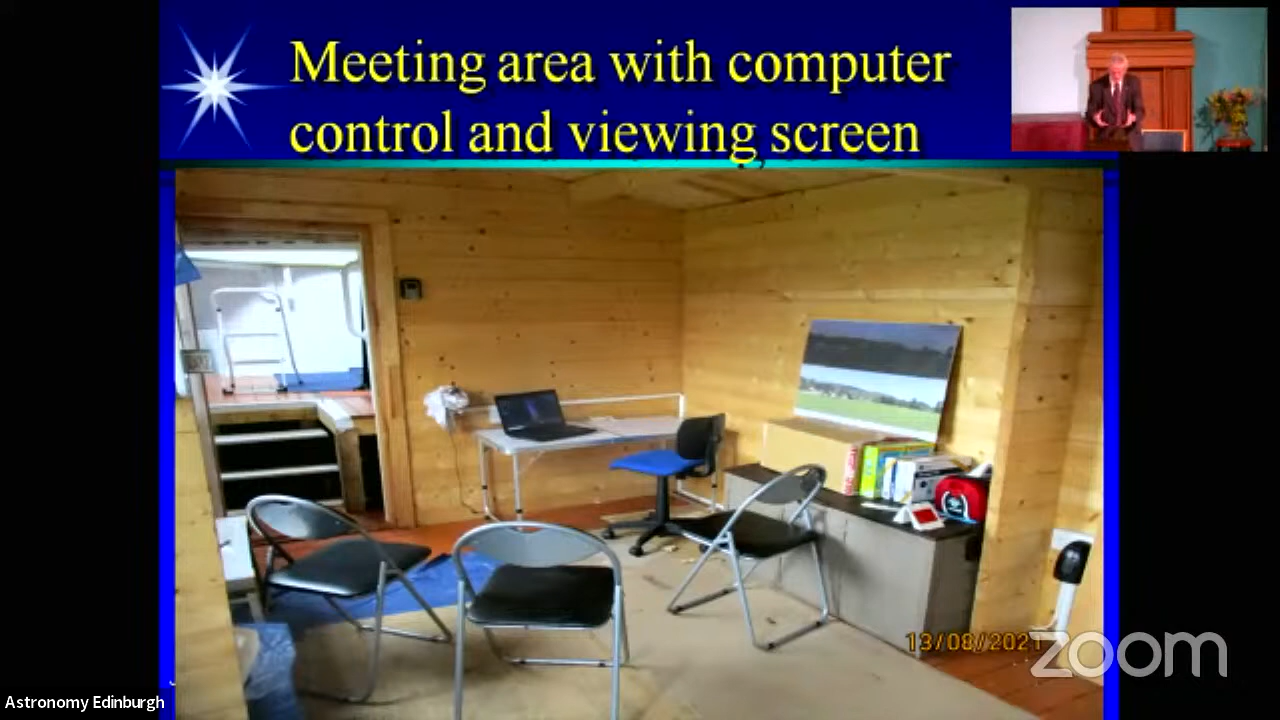 Meeting area with computer
control and viewing screen
13/08/2021
zoom
Astronomy Edinburgh